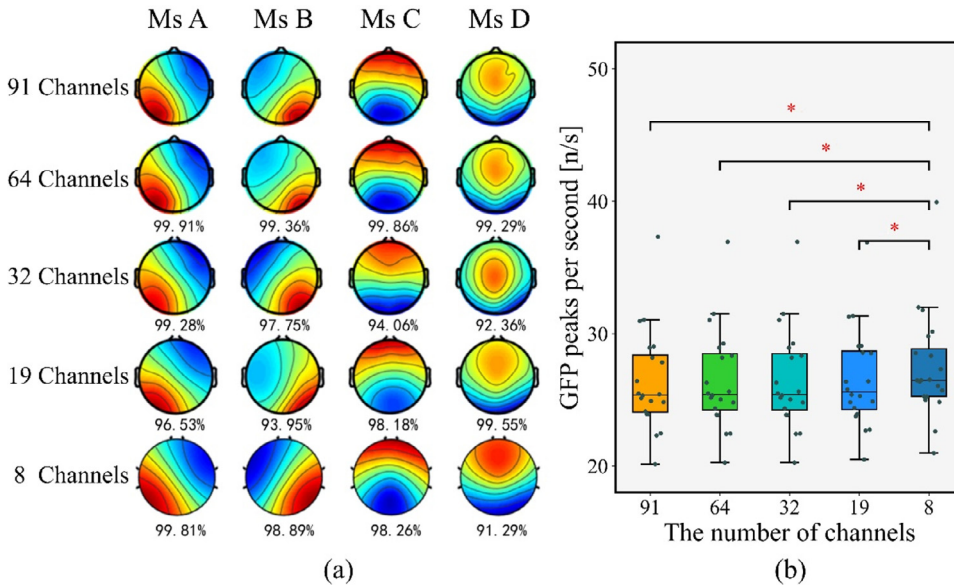 Ms A Ms B Ms C Ms D
91 Channels
64 Channels
99.91% 99.36% 99.86% 99.29%
32 Channels
99.28% 97.75% 94.06% 92.36%
19 Channels
96.53% 93.95% 98.18% 99.55%
8 Channels
99.81% 98.89% 98.26% 91.29%
(a)
GFP peaks per second [n/s]
50
40
30
20
*
*
*
*
91 64 32 19 8
The number of channels
(b)